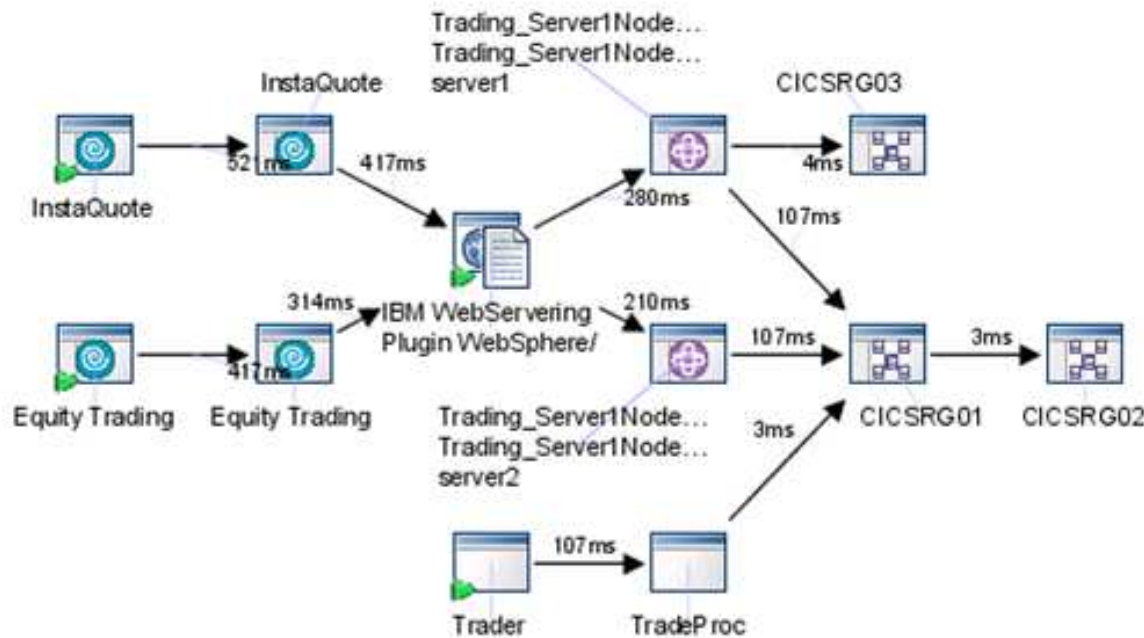 Trading_Server1Node...
Trading_Server1Node...
server1
InstaQuote
CICSRG03
521ms
417ms
280ms
4ms
InstaQuote
107ms
314ms
IBM WebServering
Plugin WebSphere/
210ms
107ms
3ms
417ms
Equity Trading
Equity Trading
Trading_Server1Node...
Trading_Server1Node...
server2
3ms
CICSRG01
CICSRG02
107ms
Trader
TradeProc